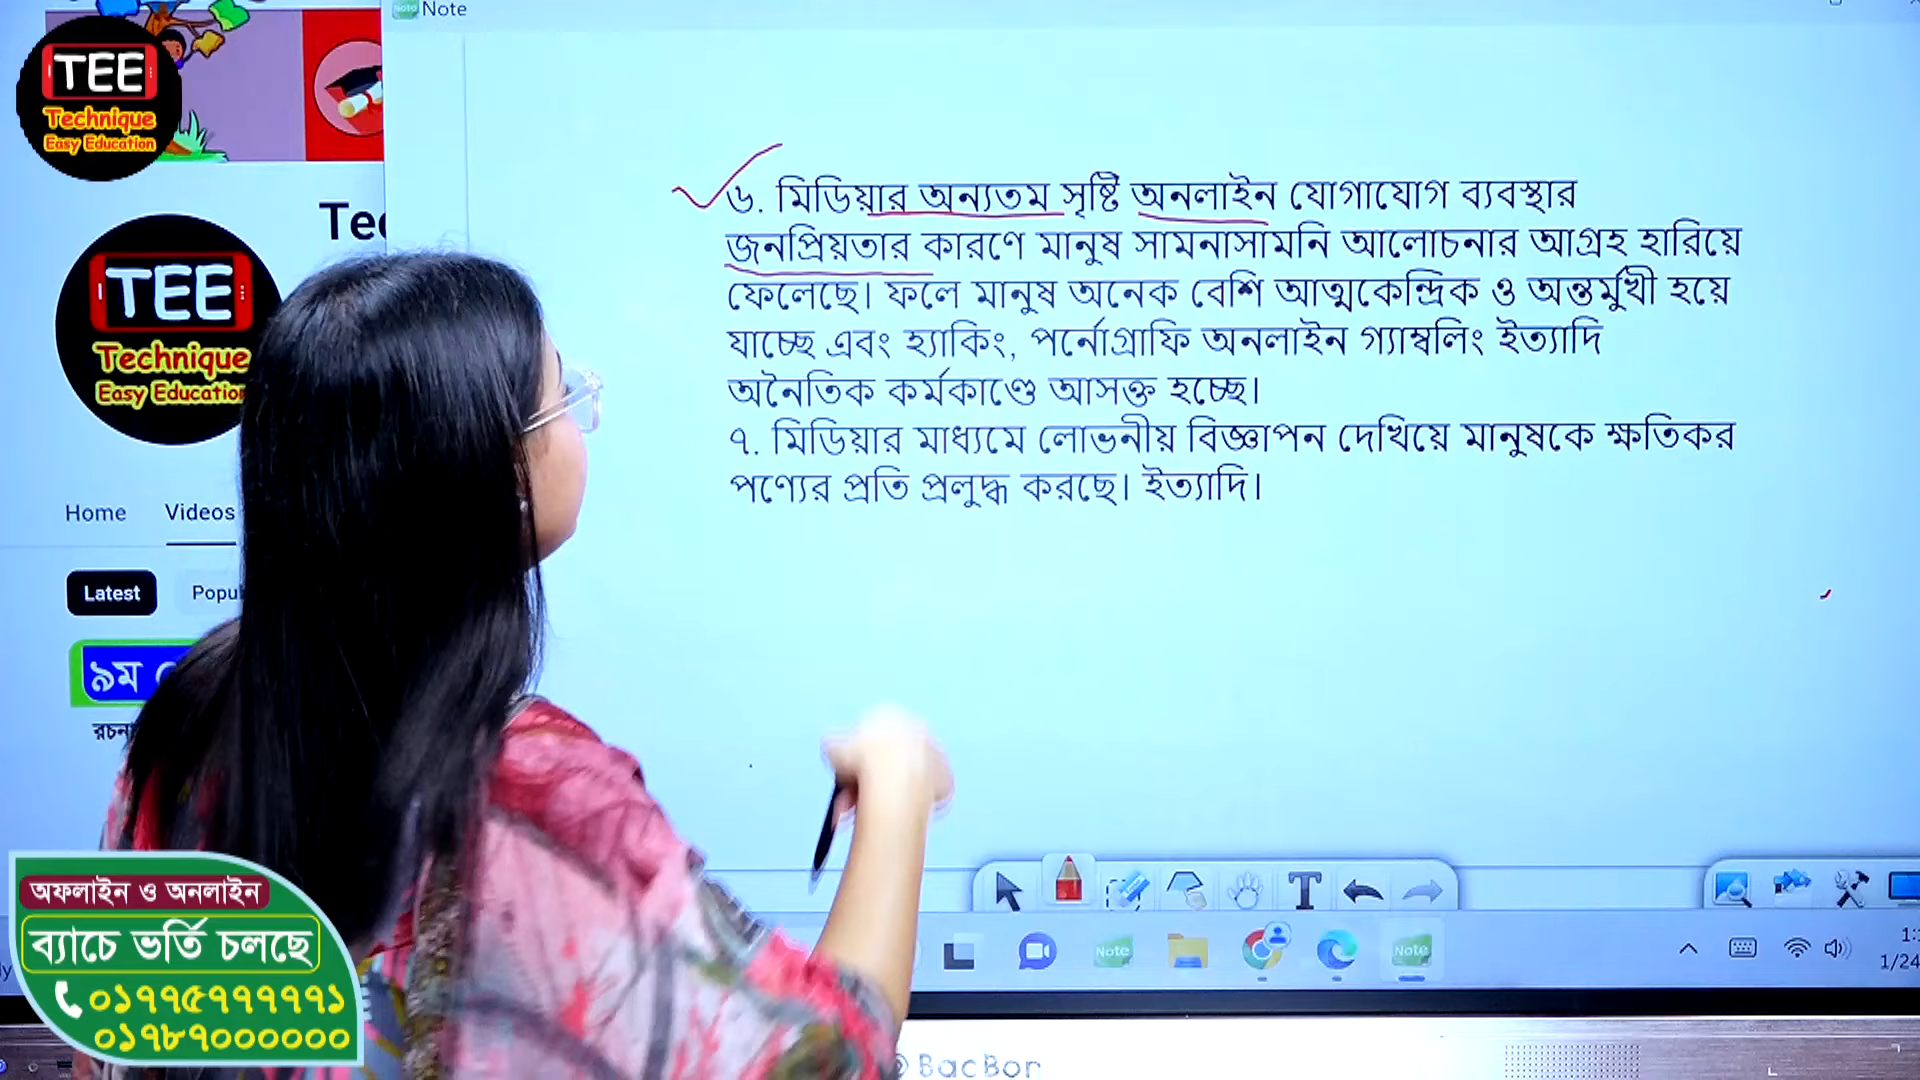 Note
TEE
Technique
Easy Education
TEE
Technique
Easy Education
Home
Videos
Latest
৯ম
৬. মিডিয়ার অন্যতম সৃষ্টি অনলাইন যোগাযোগ ব্যবস্থার
জনপ্রিয়তার কারণে মানুষ সামনাসামনি আলোচনার আগ্রহ হারিয়ে
ফেলেছে। ফলে মানুষ অনেক বেশি আত্মকেন্দ্রিক ও অন্তর্মুখী হয়ে
যাচ্ছে এবং হ্যাকিং, পর্নোগ্রাফি অনলাইন গ্যাম্বলিং ইত্যাদি
অনৈতিক কর্মকাণ্ডে আসক্ত হচ্ছে।
৭. মিডিয়ার মাধ্যমে লোভনীয় বিজ্ঞাপন দেখিয়ে মানুষকে ক্ষতিকর
পণ্যের প্রতি প্রলুদ্ধ করছে। ইত্যাদি।
অফলাইন ও অনলাইন
ব্যাচে ভর্তি চলছে
০১৭৭৫৭৭৭৭৭১
০১৭৮৭০০০০০০
Note
Note
BacBon